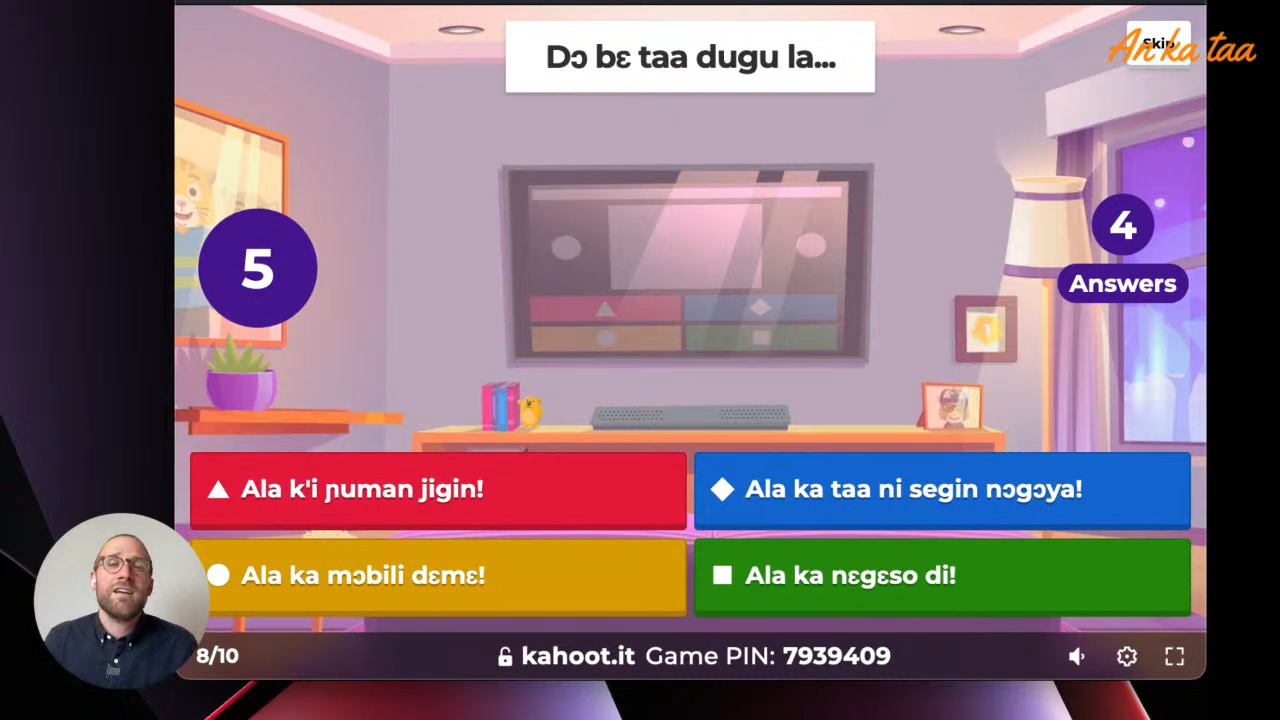 Dɔ bɛ taa dugu la...
Skip
An ka taa
5
4
Answers
Ala k'i ɲuman jigin!
Ala ka taa ni segin nɔgɔya!
Ala ka mɔbili dɛmɛ!
Ala ka nɛgɛso di!
8/10
kahoot.it Game PIN: 7939409